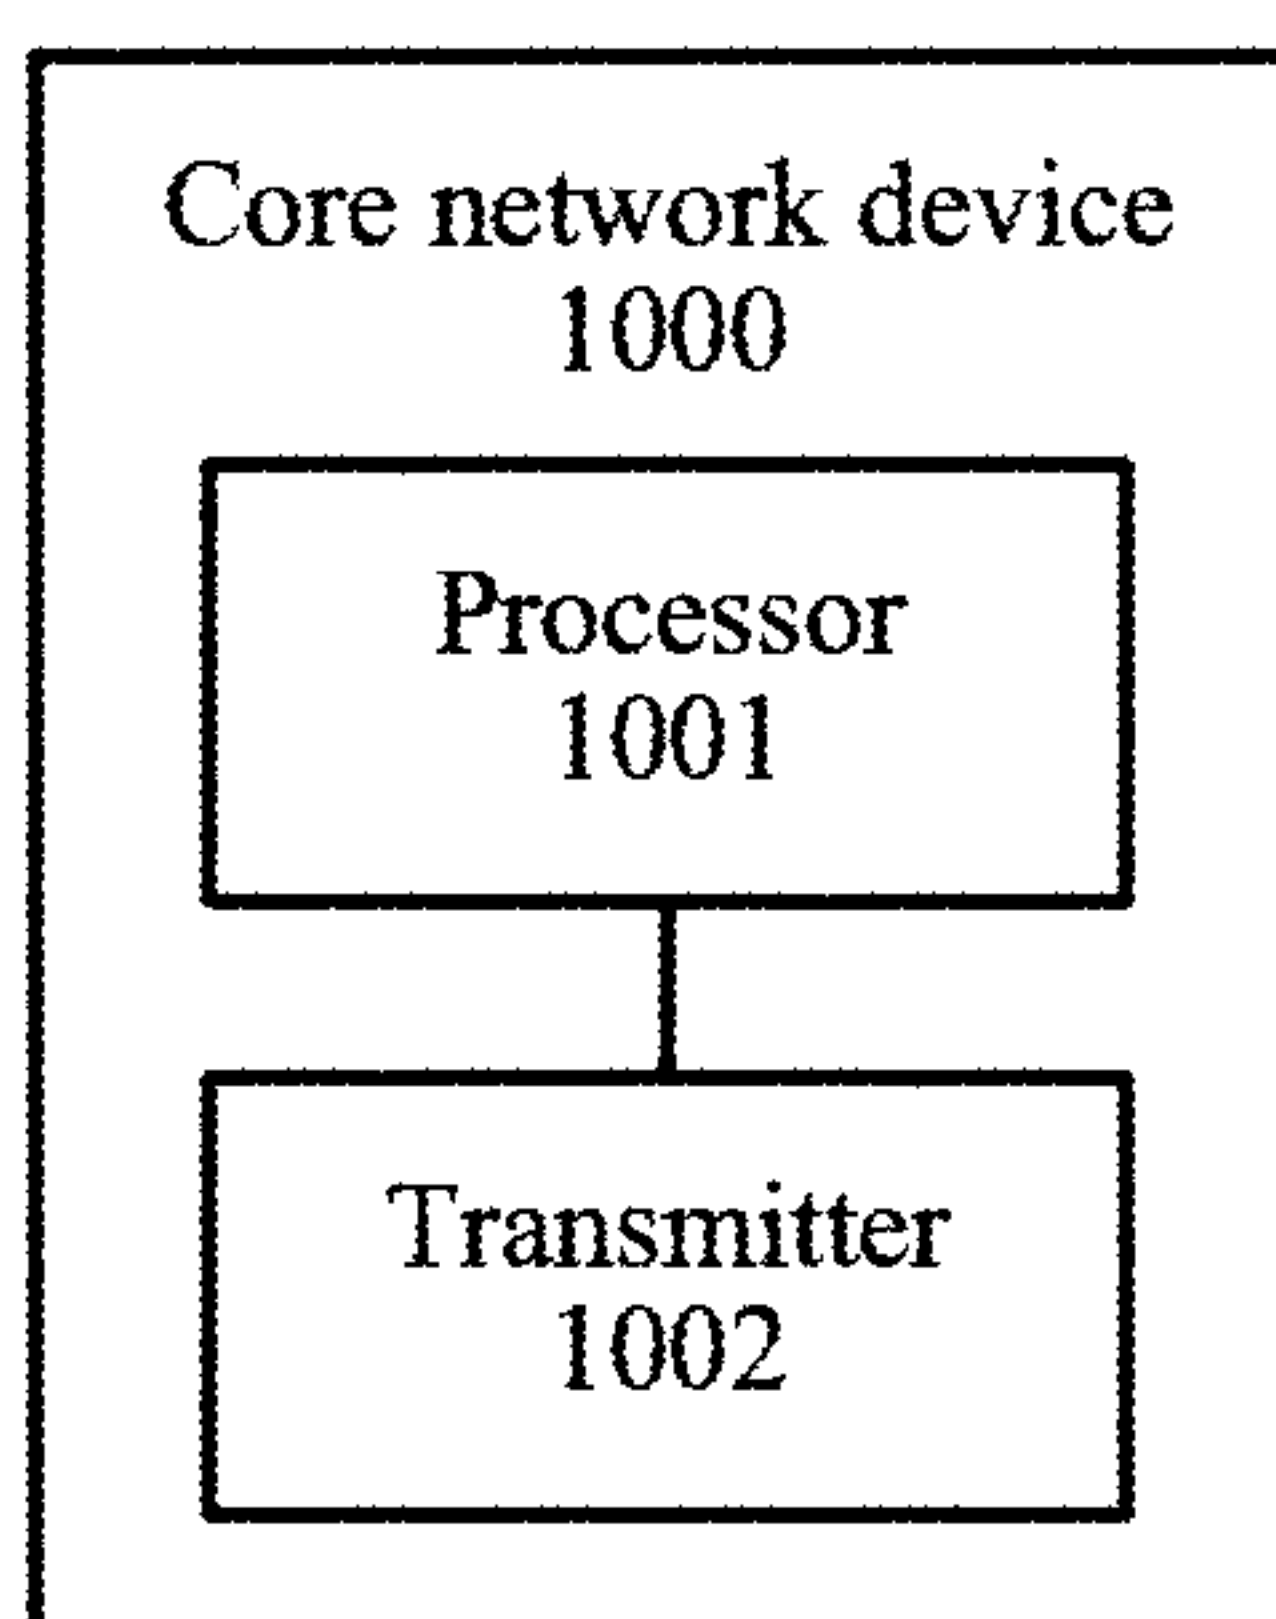 Core network device
1000
Processor
1001
Transmitter
1002